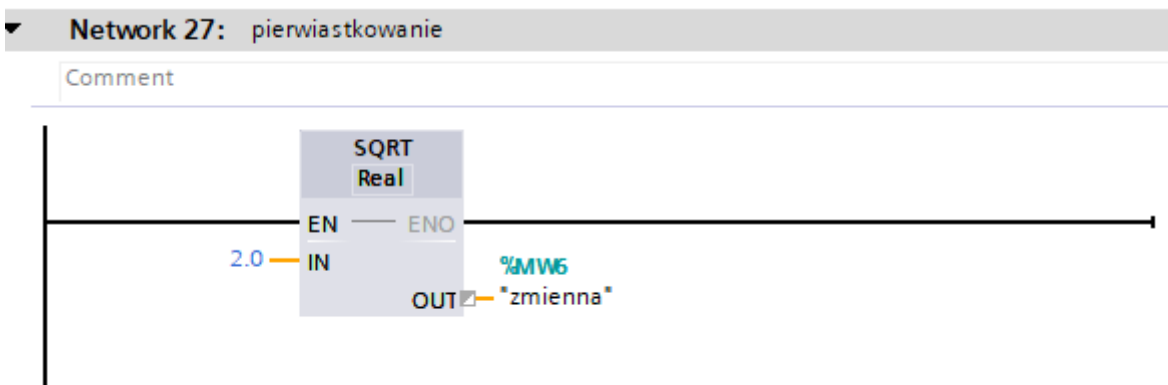 Network 27: pierwiastkowanie
Comment
SQRT
Real
EN ENO
2.0 IN
%MW6
OUT "zmienna"